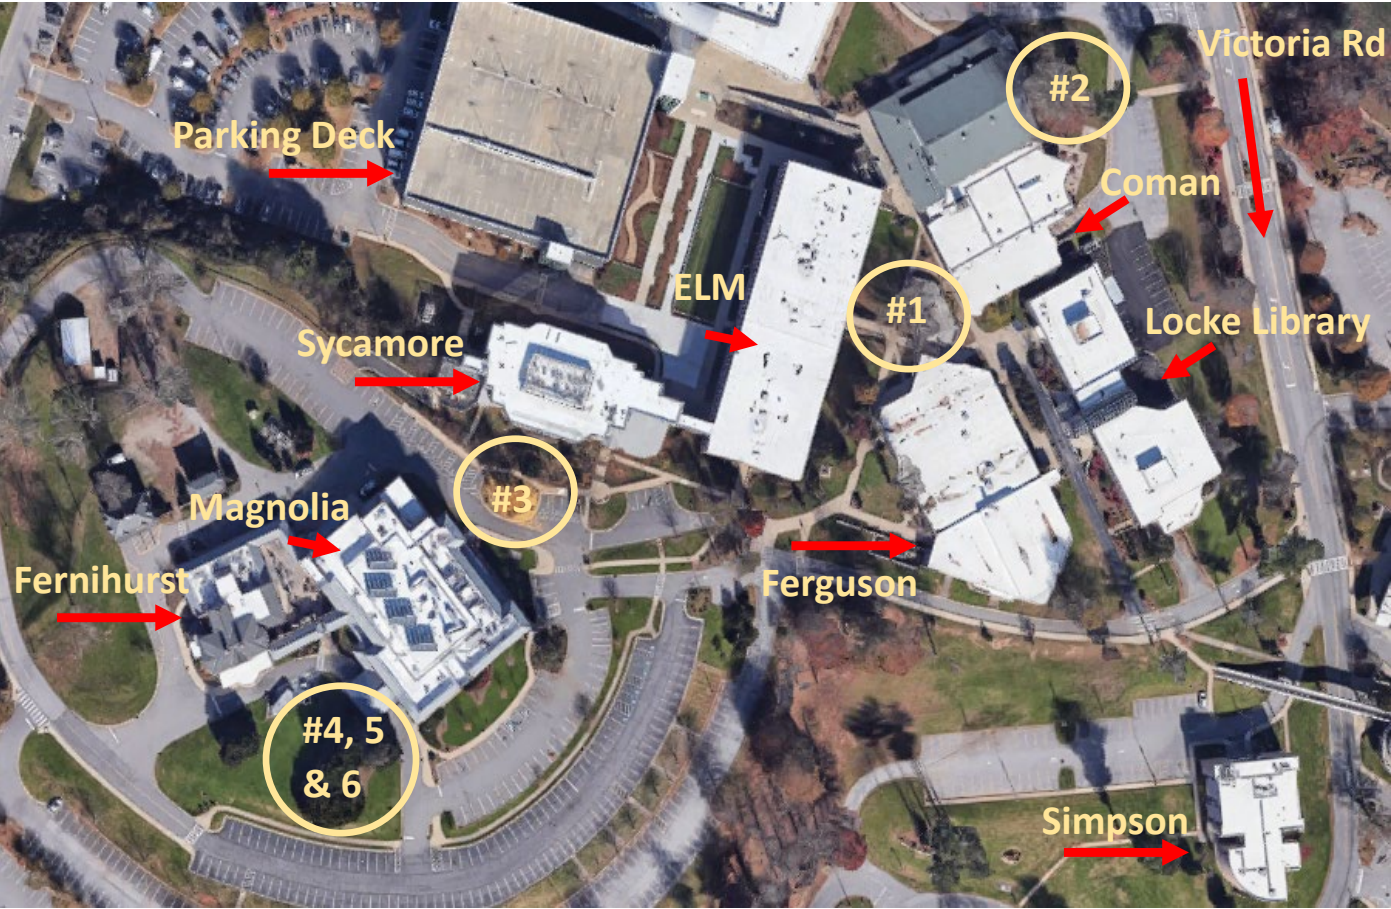 Victoria Rd
#2
Parking Deck
Coman
ELM
#1
Sycamore
Locke Library
#3
Magnolia
Fernihurst
Ferguson
#4, 5
& 6
Simpson